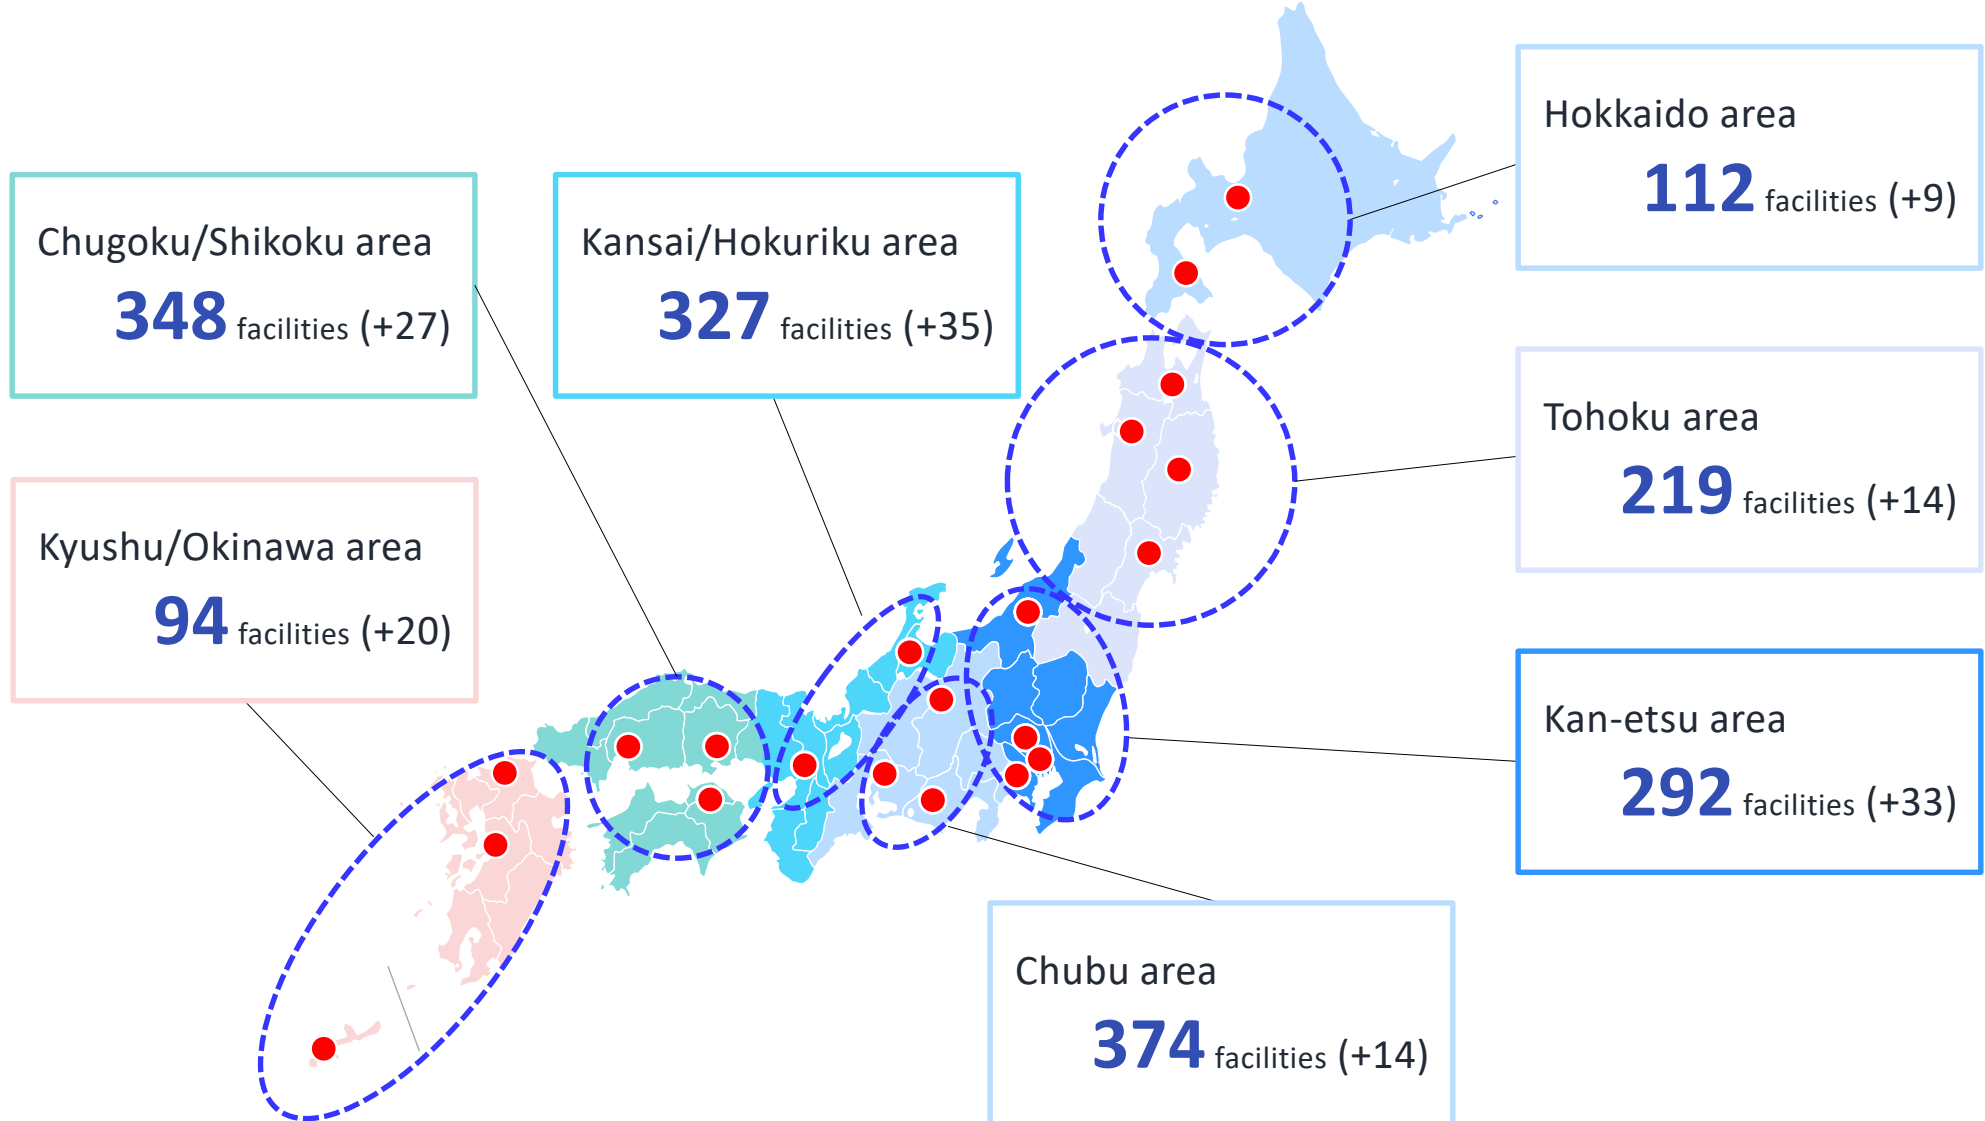 Hokkaido area
112 facilities (+9)
Chugoku/Shikoku area
348 facilities (+27)
Kansai/Hokuriku area
327 facilities (+35)
Tohoku area
219 facilities (+14)
Kyushu/Okinawa area
94 facilities (+20)
Kan-etsu area
292 facilities (+33)
Chubu area
374 facilities (+14)